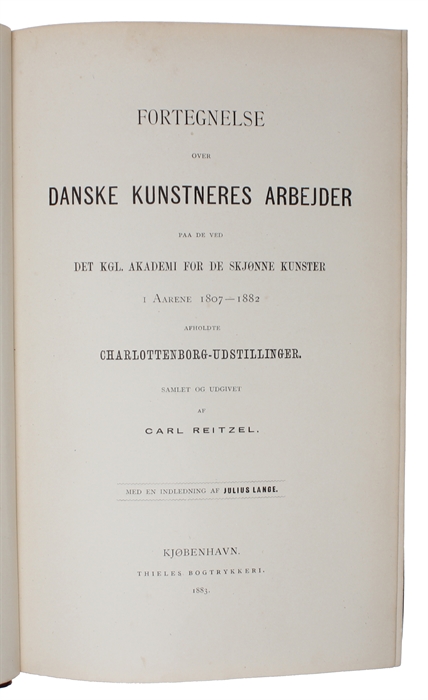 FORTEGNELSE
OVER
DANSKE KUNSTNERES ARBEJDER
PAA DE VED
DET KGL. AKADEMI FOR DE SKJØNNE KUNSTER
I AARENE 1807—1882
AFHOLDTE
CHARLOTTENBORG-UDSTILLINGER.
SAMLET OG UDGIVET
AF
CARL REITZEL.
MED EN INDLEDNING AF JULIUS LANGE.
KJØBENHAVN.
THIELES BOGTRYKKERI.
1883.